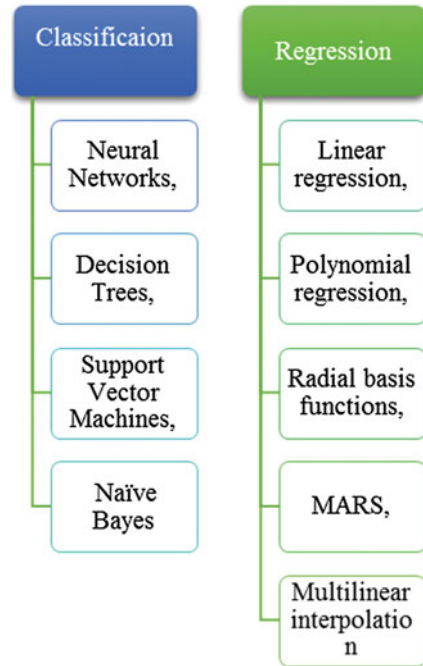 Classificaion
Neural
Networks,
Decision
Trees,
Support
Vector
Machines,
Naïve
Bayes
Regression
Linear
regression,
Polynomial
regression,
Radial basis
functions,
MARS,
Multilinear
interpolatio
n